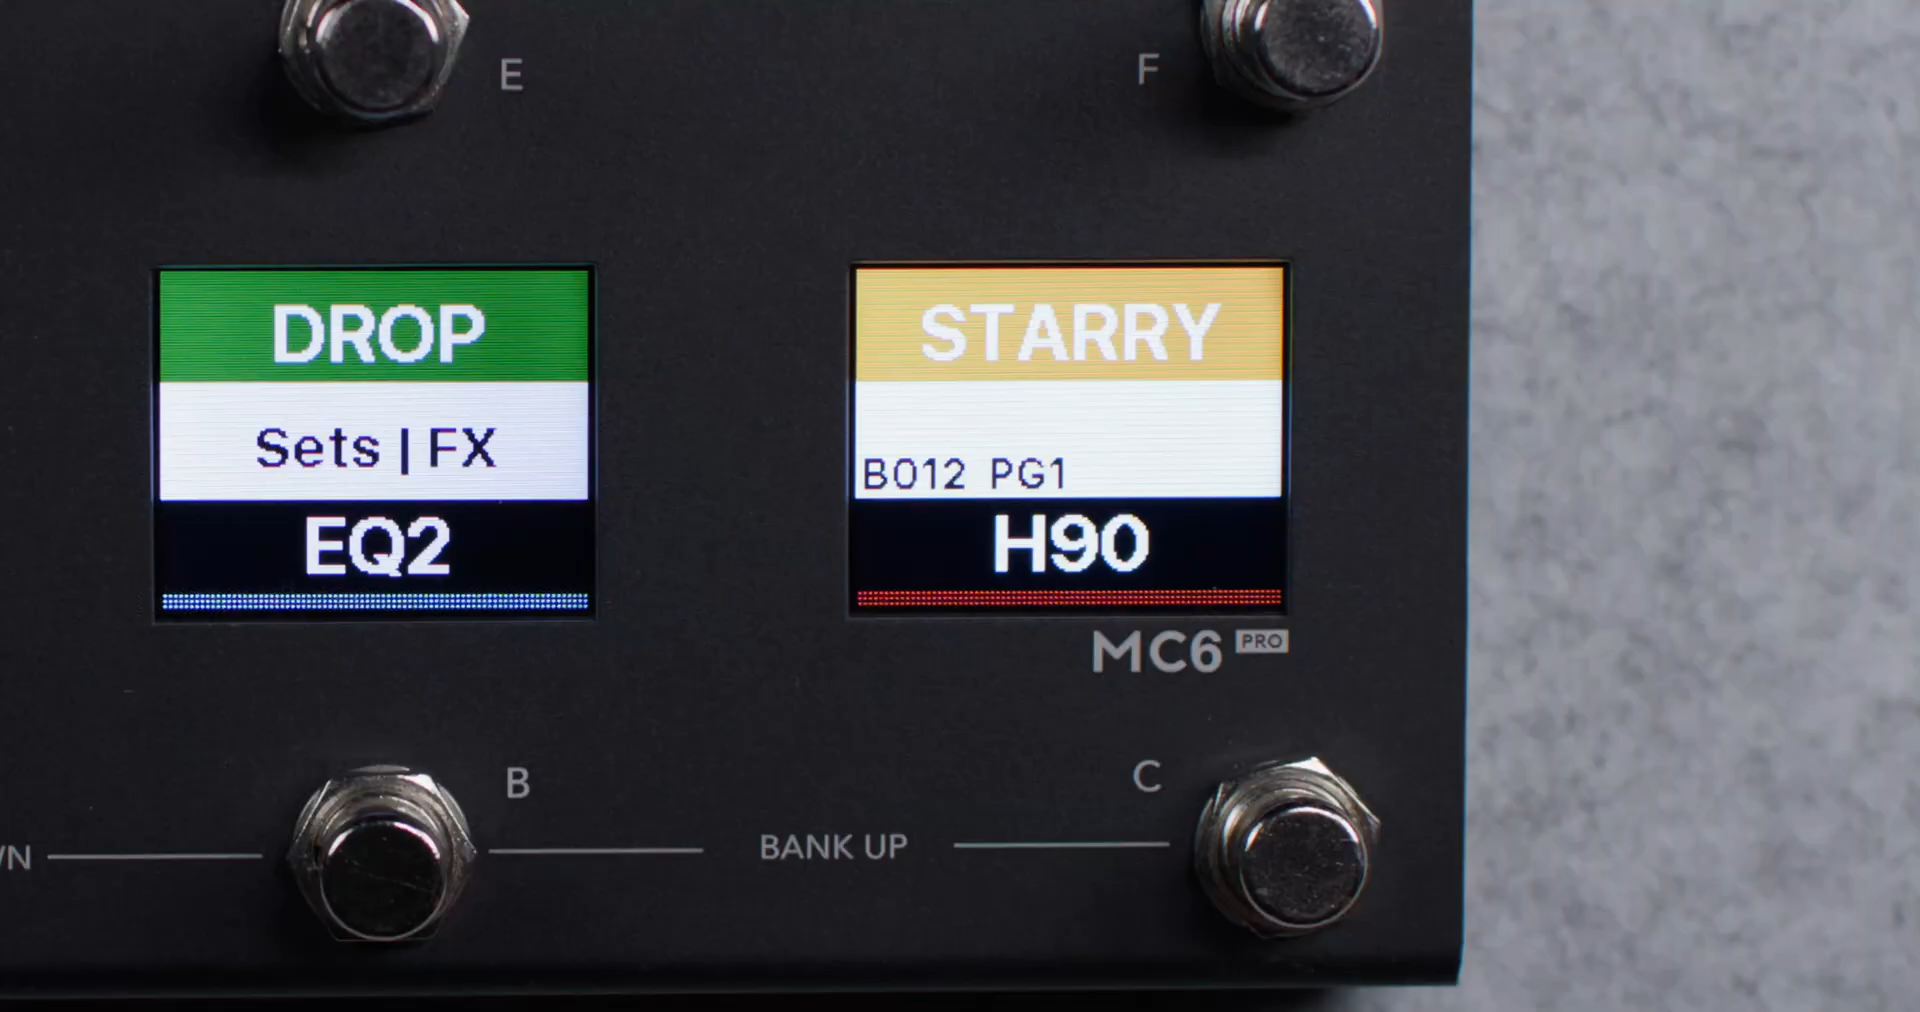 E
F
DROP
Sets | FX
EQ2
STARRY
B012 PG1
H90
MC6 PRO
B
C
BANK UP